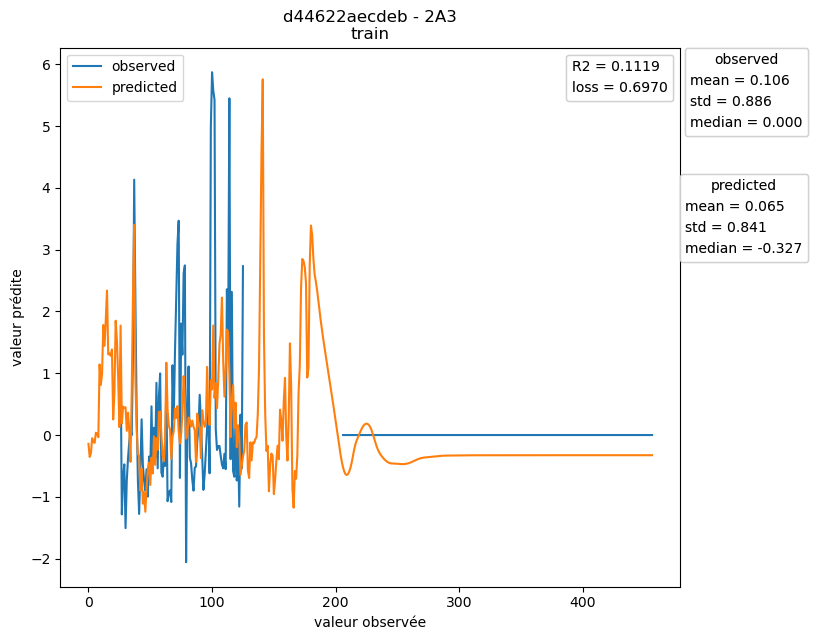 d44622aecdeb - 2A3
train
observed
predicted
R2 = 0.1119
loss = 0.6970
observed
mean = 0.106
std = 0.886
median = 0.000
predicted
mean = 0.065
std = 0.841
median = -0.327
valeur prédite
6
5
4
3
2
1
0
−1
−2
0
100
200
300
400
valeur observée